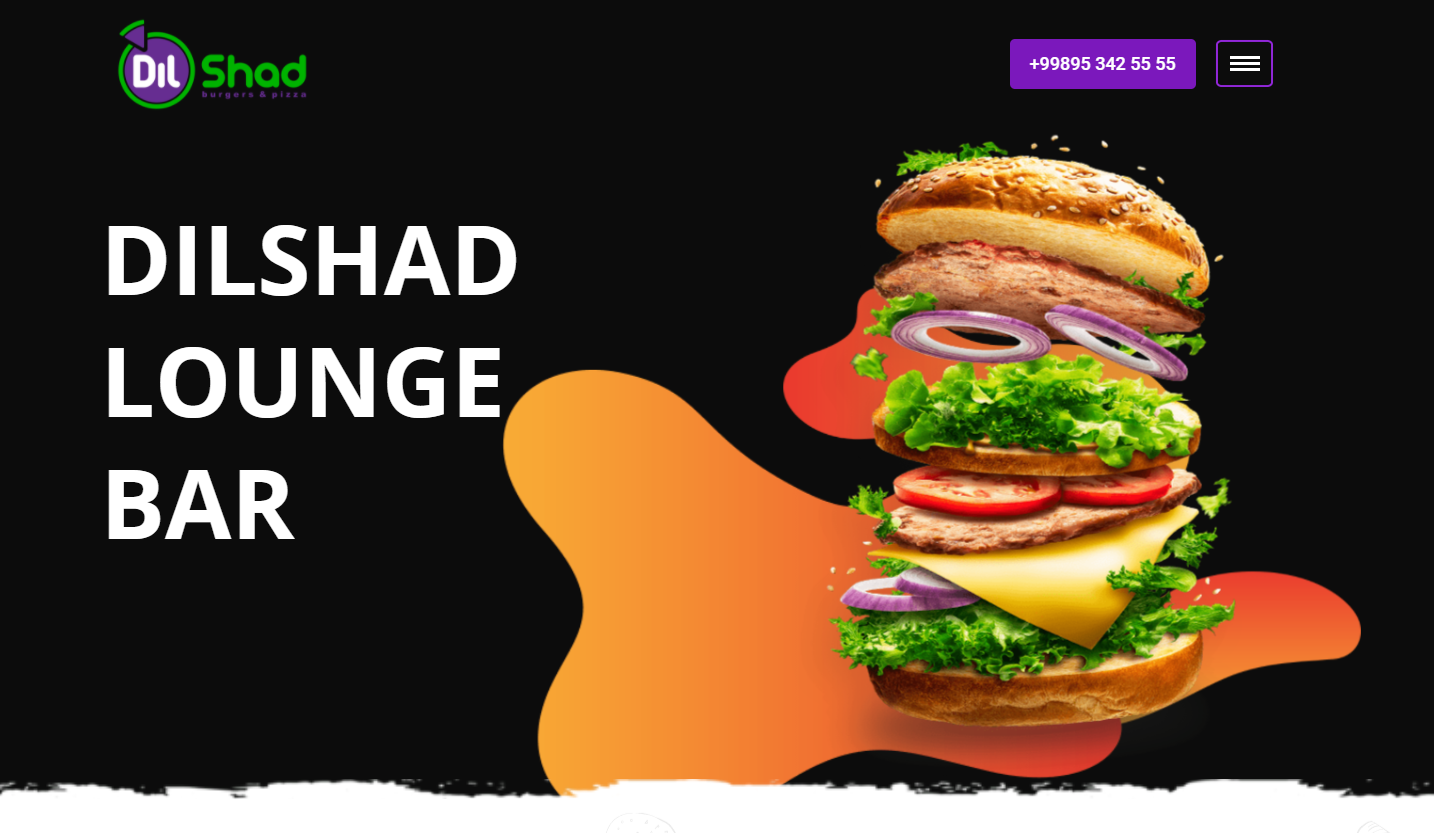 DIL Shad
burgers & pizza
+99895 342 55 55
DILSHAD
LOUNGE
BAR